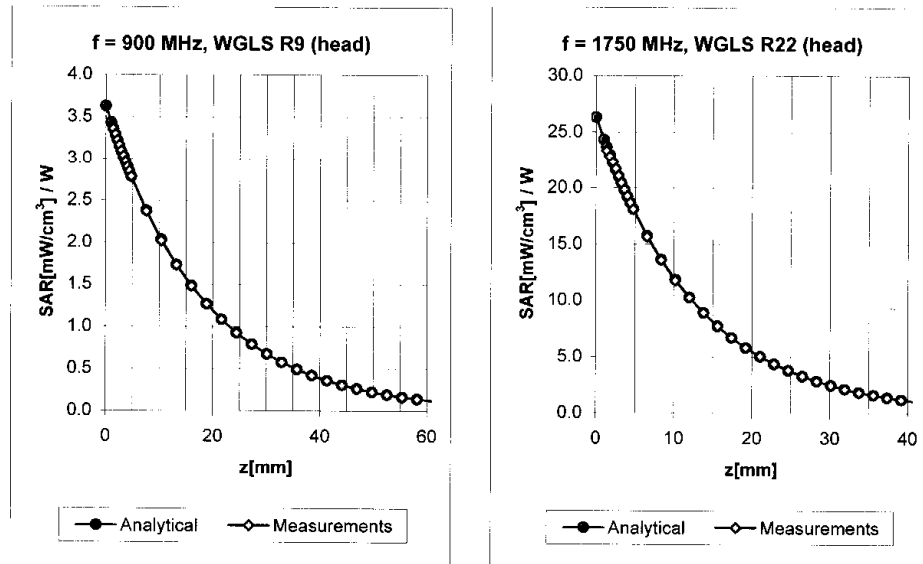 f = 900 MHz, WGLS R9 (head)
4.0
3.5
3.0
2.5
2.0
1.5
1.0
0.5
0.0
SAR[mW/cm³] / W
0
20
40
60
z[mm]
Analytical
Measurements
f = 1750 MHz, WGLS R22 (head)
30.0
25.0
20.0
15.0
10.0
5.0
0.0
SAR[mW/cm³] / W
0
10
20
30
40
z[mm]
Analytical
Measurements